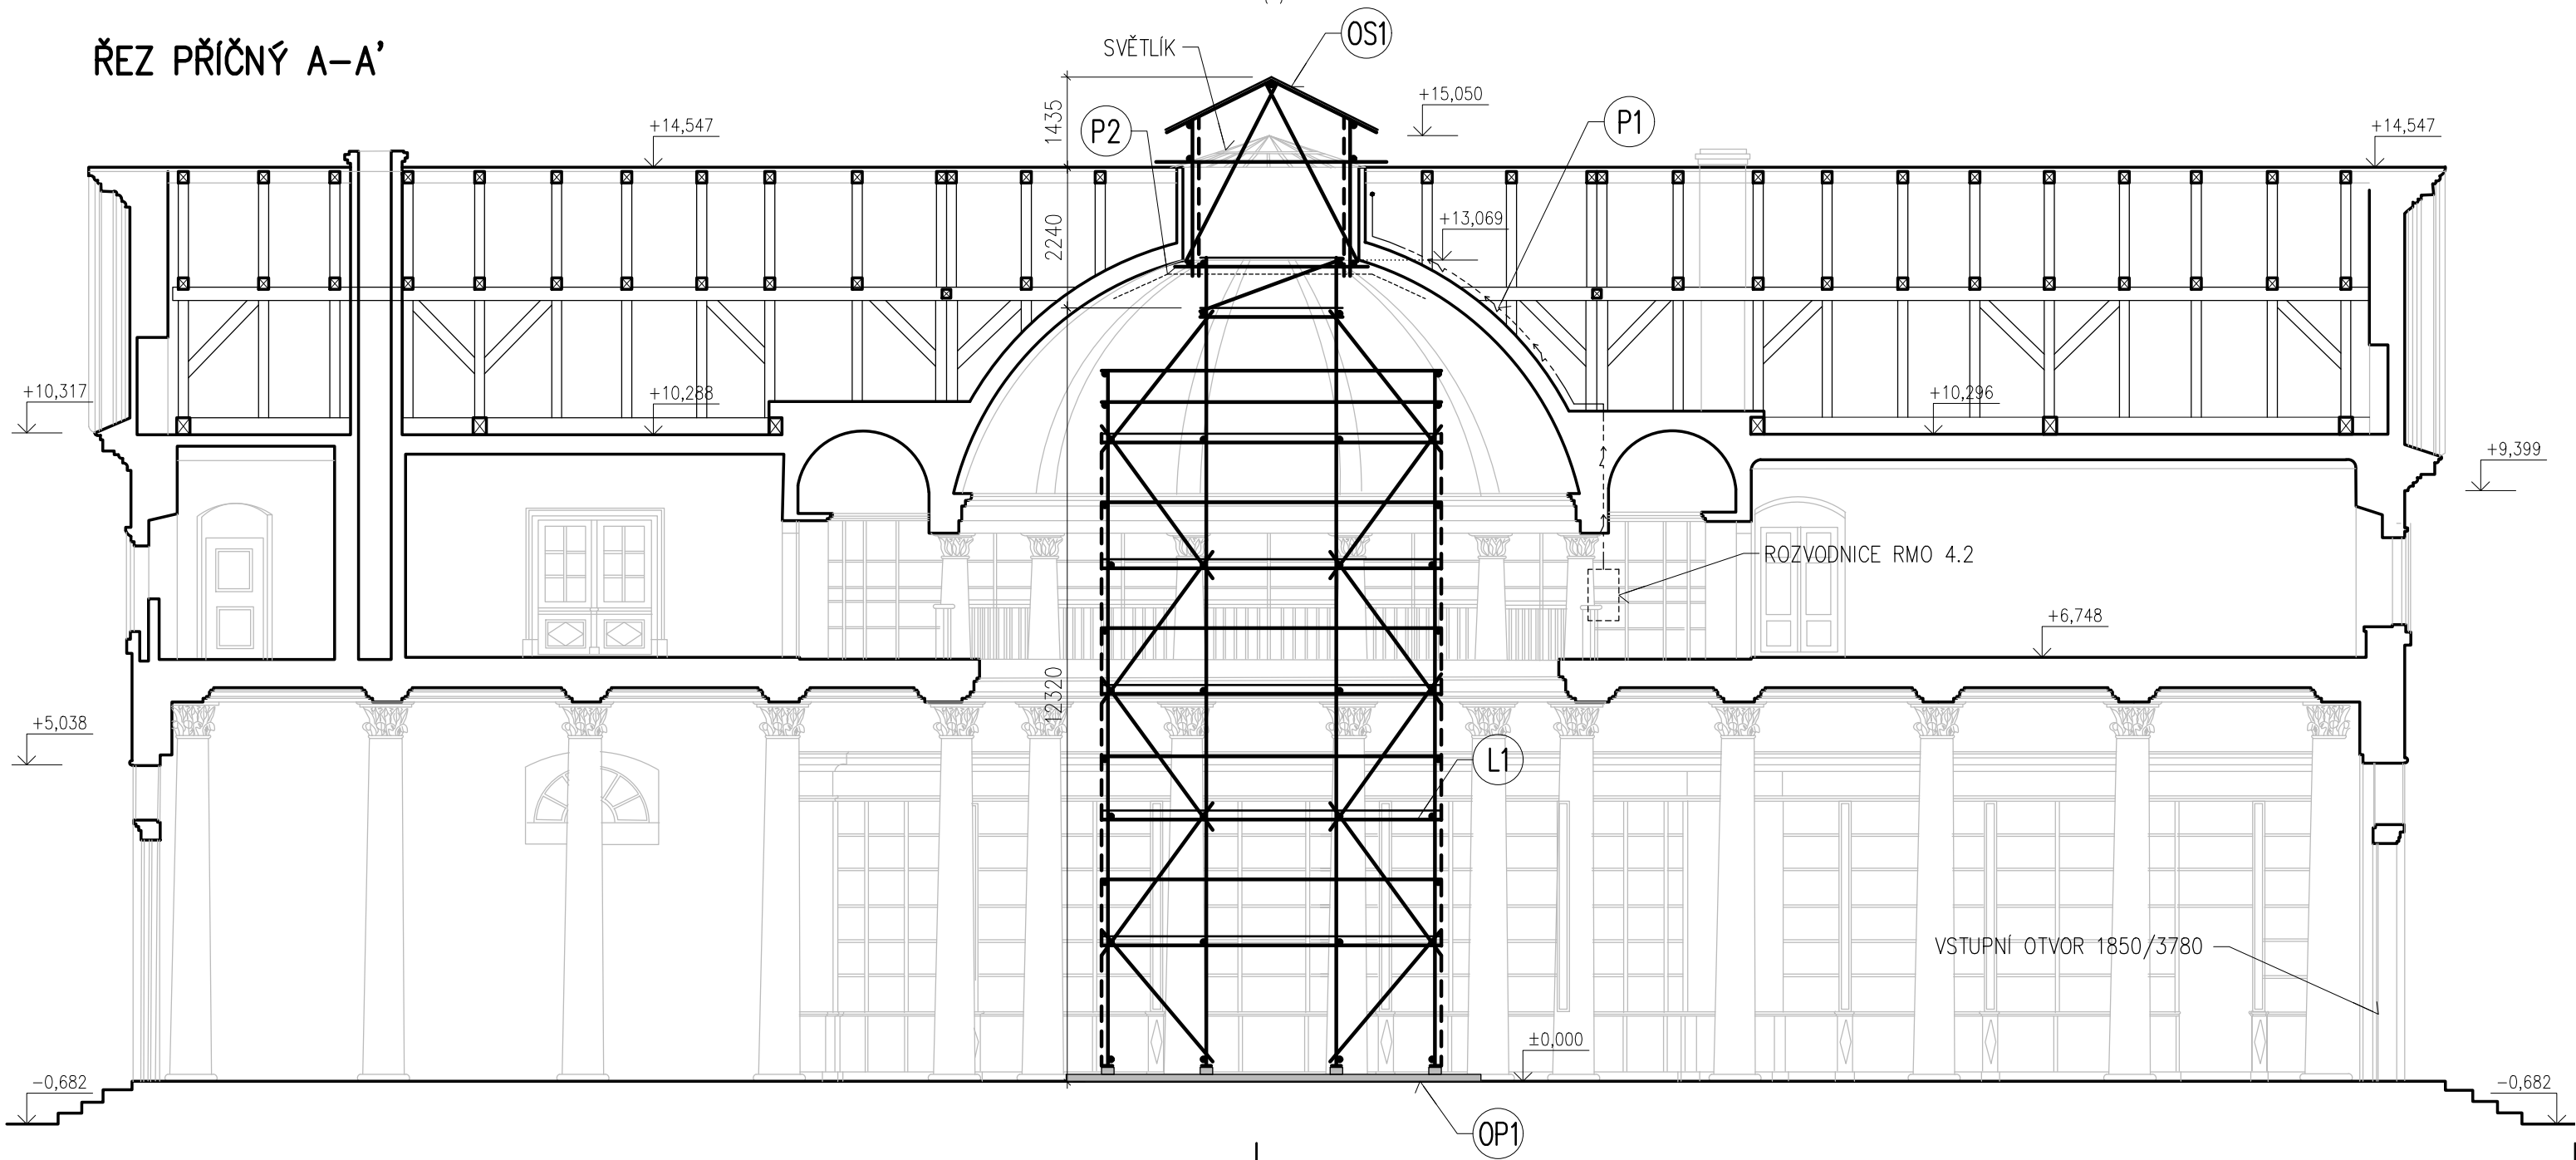 ŘEZ PŘÍČNÝ A-A'
SVĚTLÍK
OS1
+15,050
P1
P2
1435
+14,547
+14,547
2240
+13,069
+10,317
+10,288
+10,296
+9,399
ROZVODNICE RMO 4.2
+6,748
12320
+5,038
L1
VSTUPNÍ OTVOR 1850/3780
±0,000
-0,682
-0,682
OP1